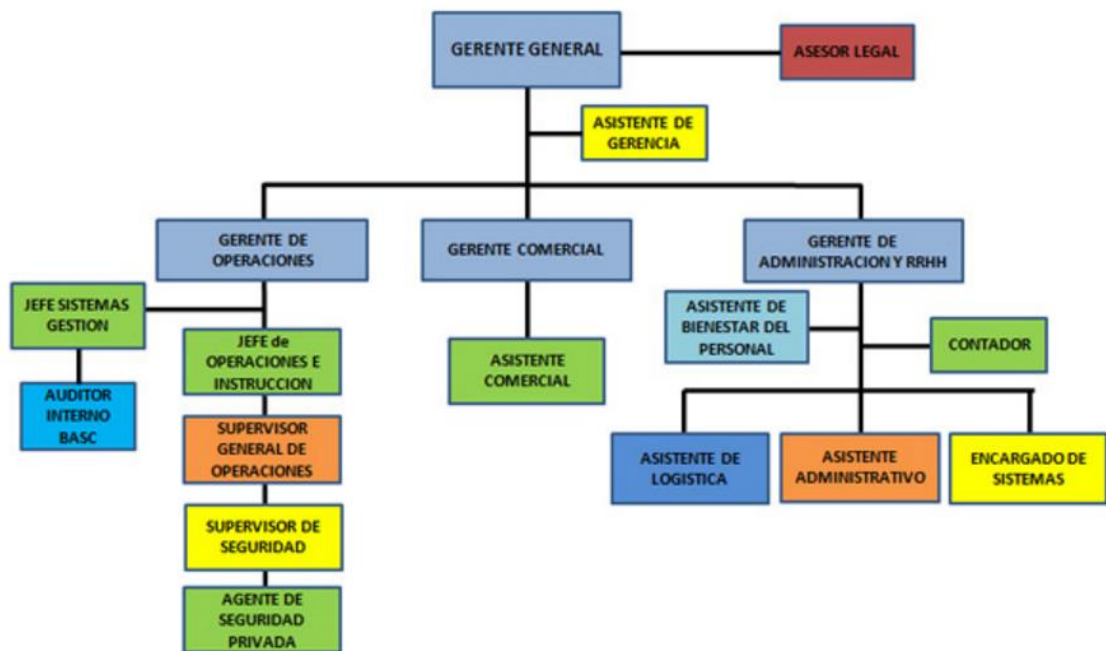 GERENTE GENERAL
ASESOR LEGAL
ASISTENTE DE
GERENCIA
GERENTE DE
OPERACIONES
GERENTE COMERCIAL
GERENTE DE
ADMINISTRACION Y RRHH
JEFE SISTEMAS
GESTION
AUDITOR
INTERNO
BASC
JEFE de
OPERACIONES E
INSTRUCCION
SUPERVISOR
GENERAL DE
OPERACIONES
SUPERVISOR DE
SEGURIDAD
AGENTE DE
SEGURIDAD
PRIVADA
ASISTENTE
COMERCIAL
ASISTENTE DE
BIENESTAR DEL
PERSONAL
CONTADOR
ASISTENTE DE
LOGISTICA
ASISTENTE
ADMINISTRATIVO
ENCARGADO DE
SISTEMAS